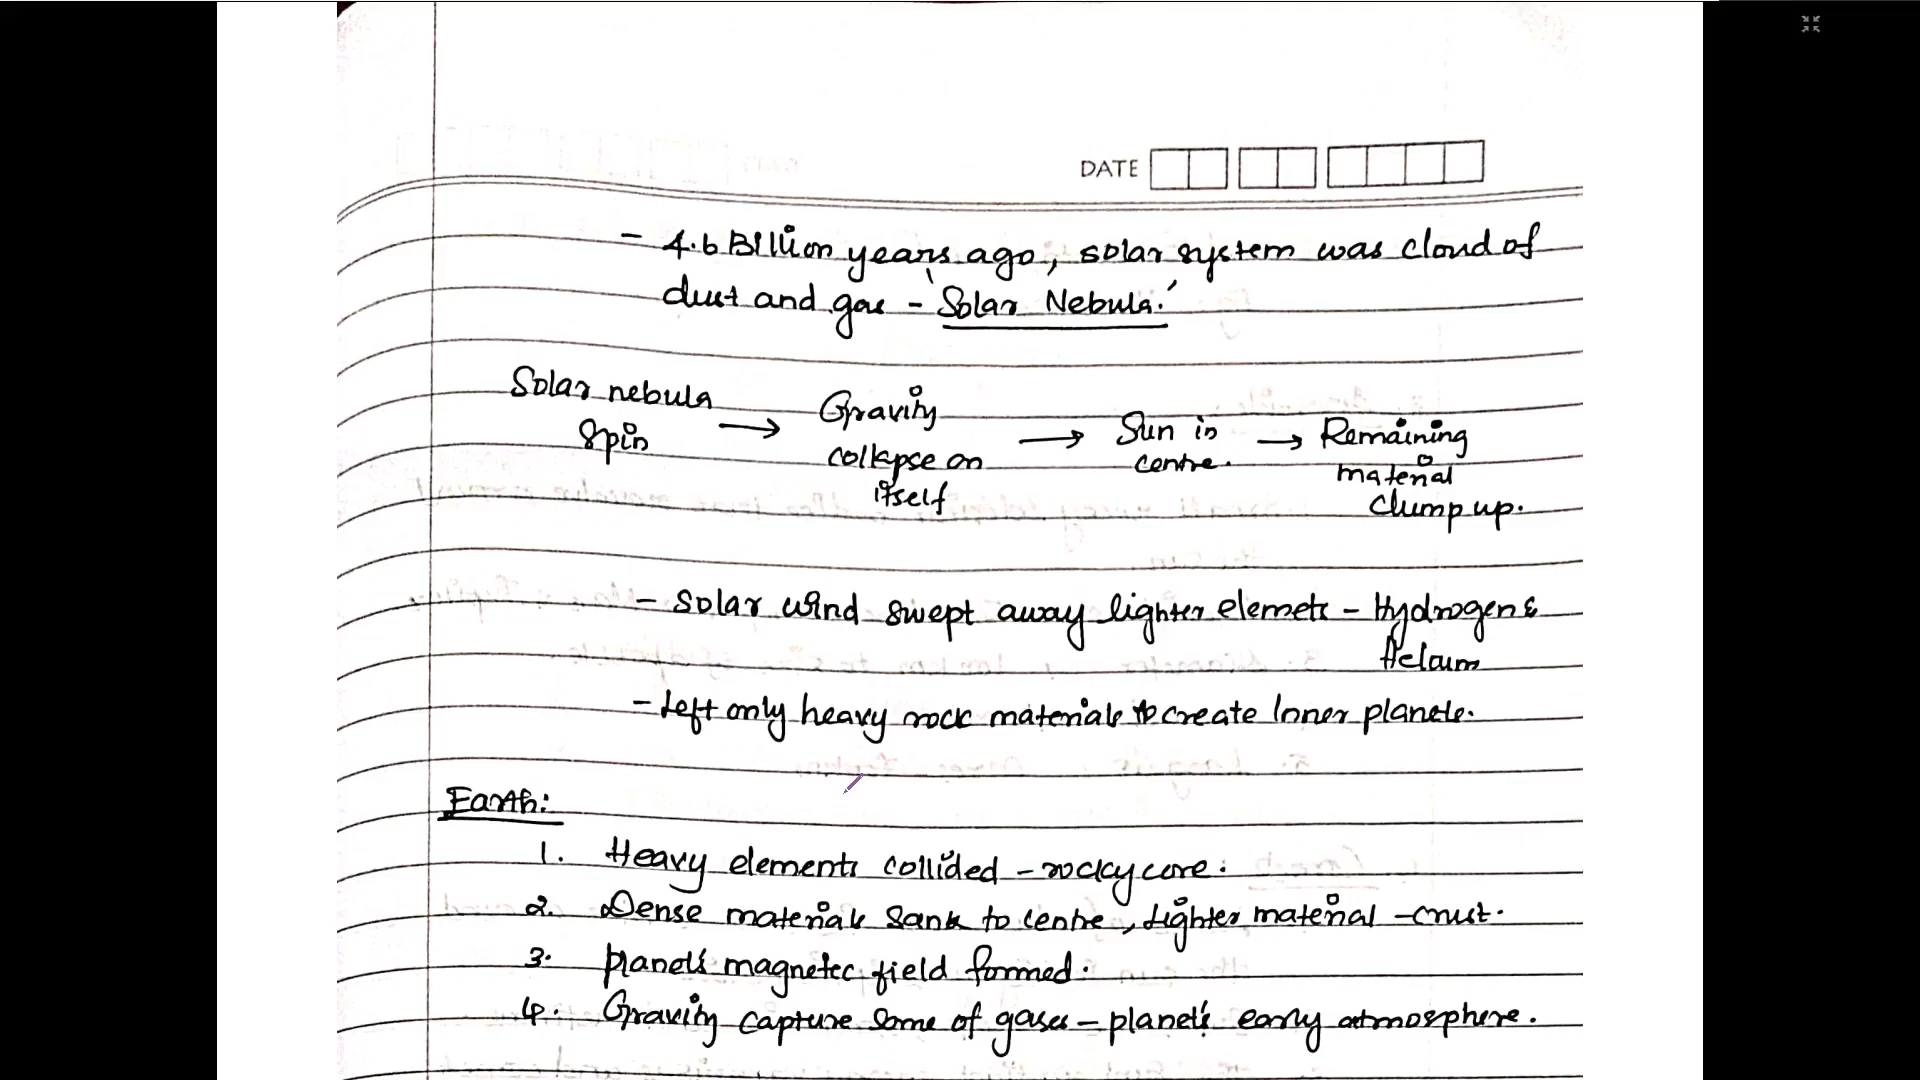 DATE
- 4.6 Billion years ago, solar system was cloud of
dust and gas - 'Solar Nebula.'
Solar nebula
spin
→ Gravity
collapse on
itself
→ Sun in
centre.
→ Remaining
material
clump up.
- Solar wind swept away lighter elemets - Hydrogen &
Helium
- Left only heavy rock materials to create Inner planets.
Earth:
1. Heavy elements collided - rocky core.
2. Dense materials sank to centre, lighter material - crust.
3. Planet's magnetic field formed.
4. Gravity capture some of gases - planet's early atmosphere.